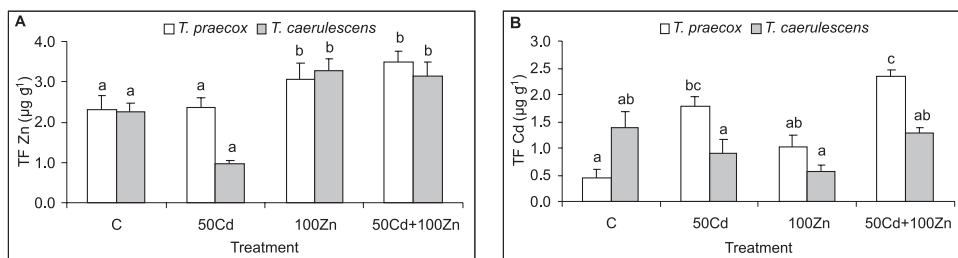 A
T. praecox T. caerulescens
TF Zn (µg g¹)
4.0
3.0
2.0
1.0
0.0
a a a a b b b b
C 50Cd 100Zn 50Cd+100Zn
Treatment
B
T. praecox T. caerulescens
TF Cd (µg g¹)
3.0
2.5
2.0
1.5
1.0
0.5
0.0
a ab bc a ab a c ab
C 50Cd 100Zn 50Cd+100Zn
Treatment